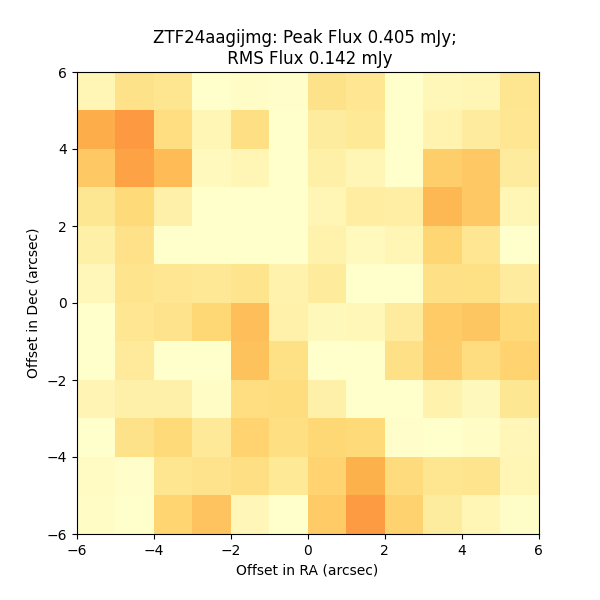 ZTF24aagijmg: Peak Flux 0.405 mJy;
RMS Flux 0.142 mJy
6
4
2
0
−2
−4
−6
Offset in Dec (arcsec)
−6 −4 −2 0 2 4 6
Offset in RA (arcsec)